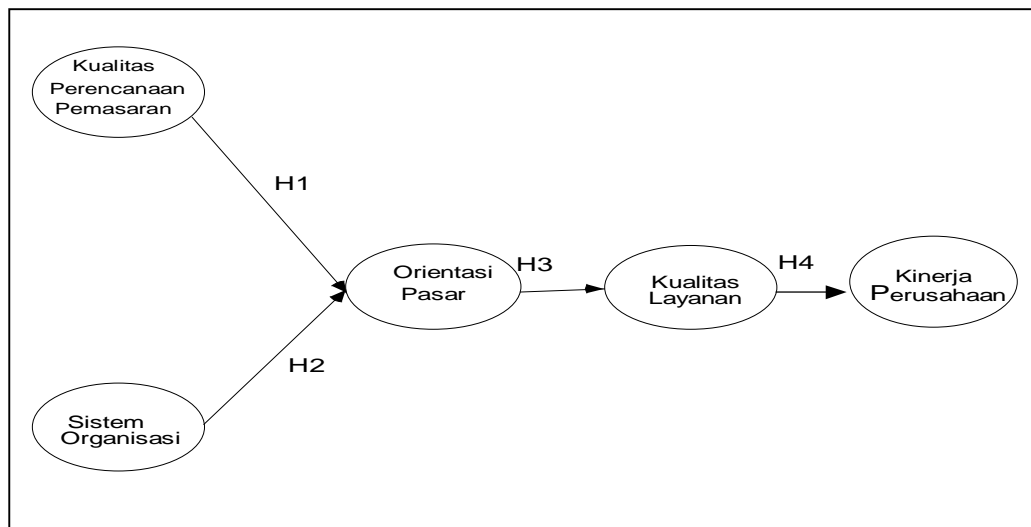 Kualitas
Perencanaan
Pemasaran
H1
Orientasi
Pasar
H3
Kualitas
Layanan
H4
Kinerja
Perusahaan
H2
Sistem
Organisasi